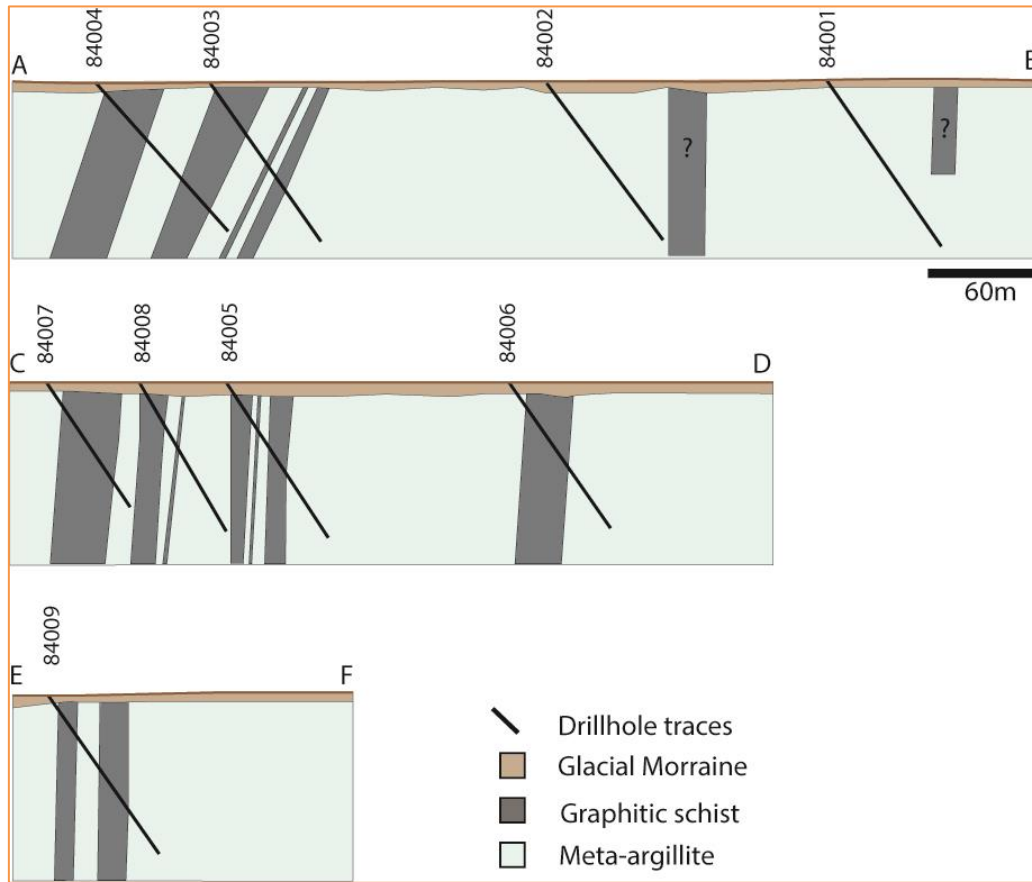 84004
84003
84002
84001
A
?
?
60m
84007
84008
84005
84006
C
D
84009
E
F
Drillhole traces
Glacial Morraine
Graphitic schist
Meta-argillite